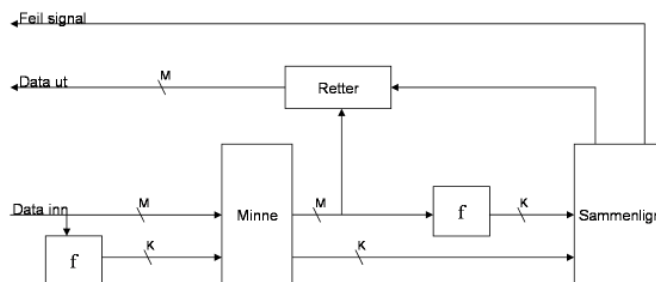 Feil signal
Data ut
M
Retter
Data inn
M
Minne
M
f
K
Sammenlign
f
K
K